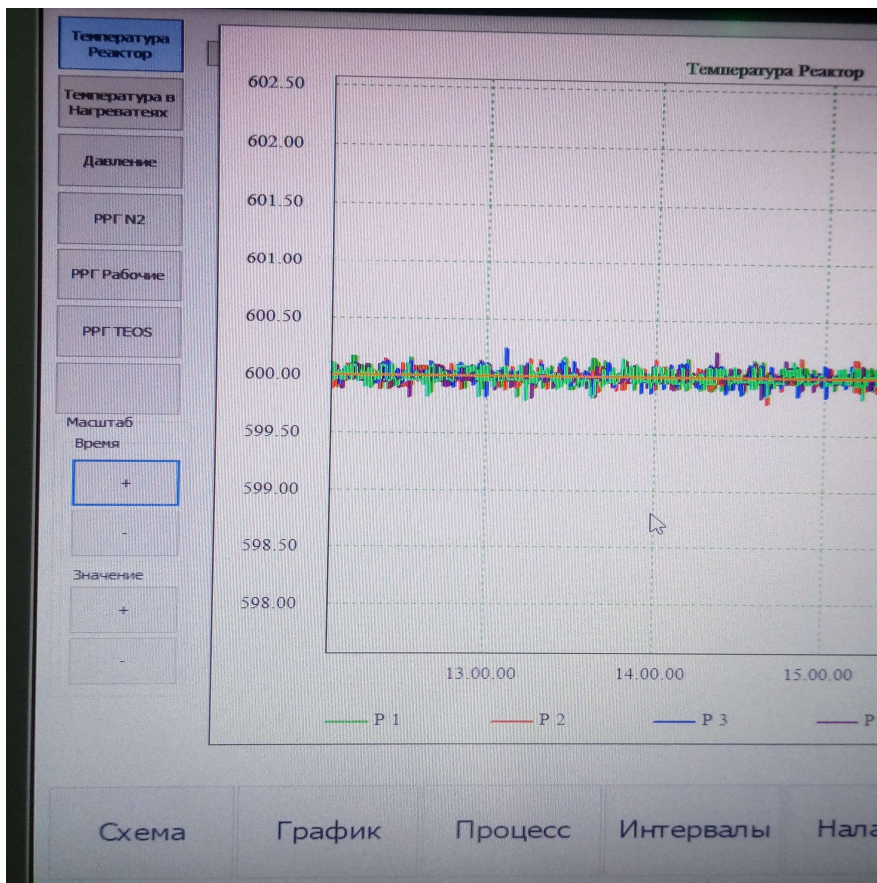 Температура
Реактор
Температура в
Нагревателях
Давление
РРГ N2
РРГ Рабочие
РРГ TEOS
Масштаб
Время
+
-
Значение
+
-
Температура Реактор
602.50
602.00
601.50
601.00
600.50
600.00
599.50
599.00
598.50
598.00
13.00.00 14.00.00 15.00.00
P 1 P 2 P 3 P
Схема График Процесс Интервалы Нала